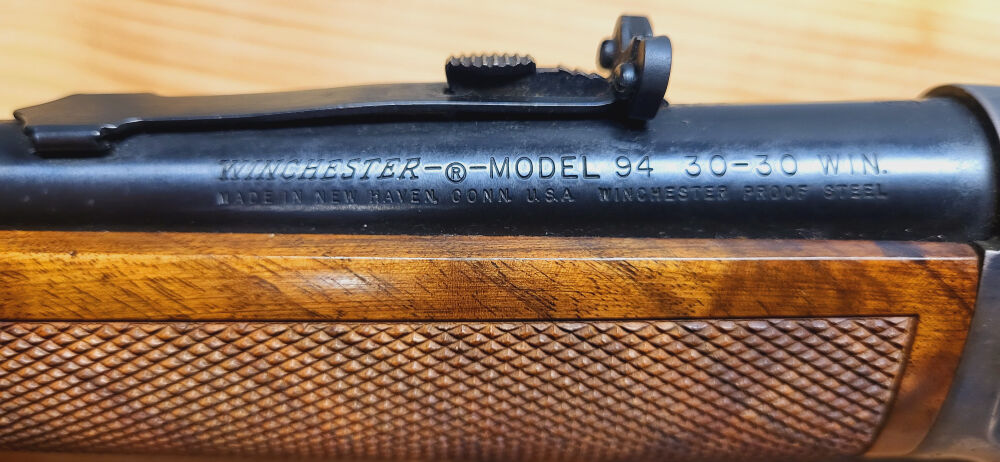 WINCHESTER-®-MODEL 94 30-30 WIN.
MADE IN NEW HAVEN, CONN. U.S.A. WINCHESTER PROOF STEEL